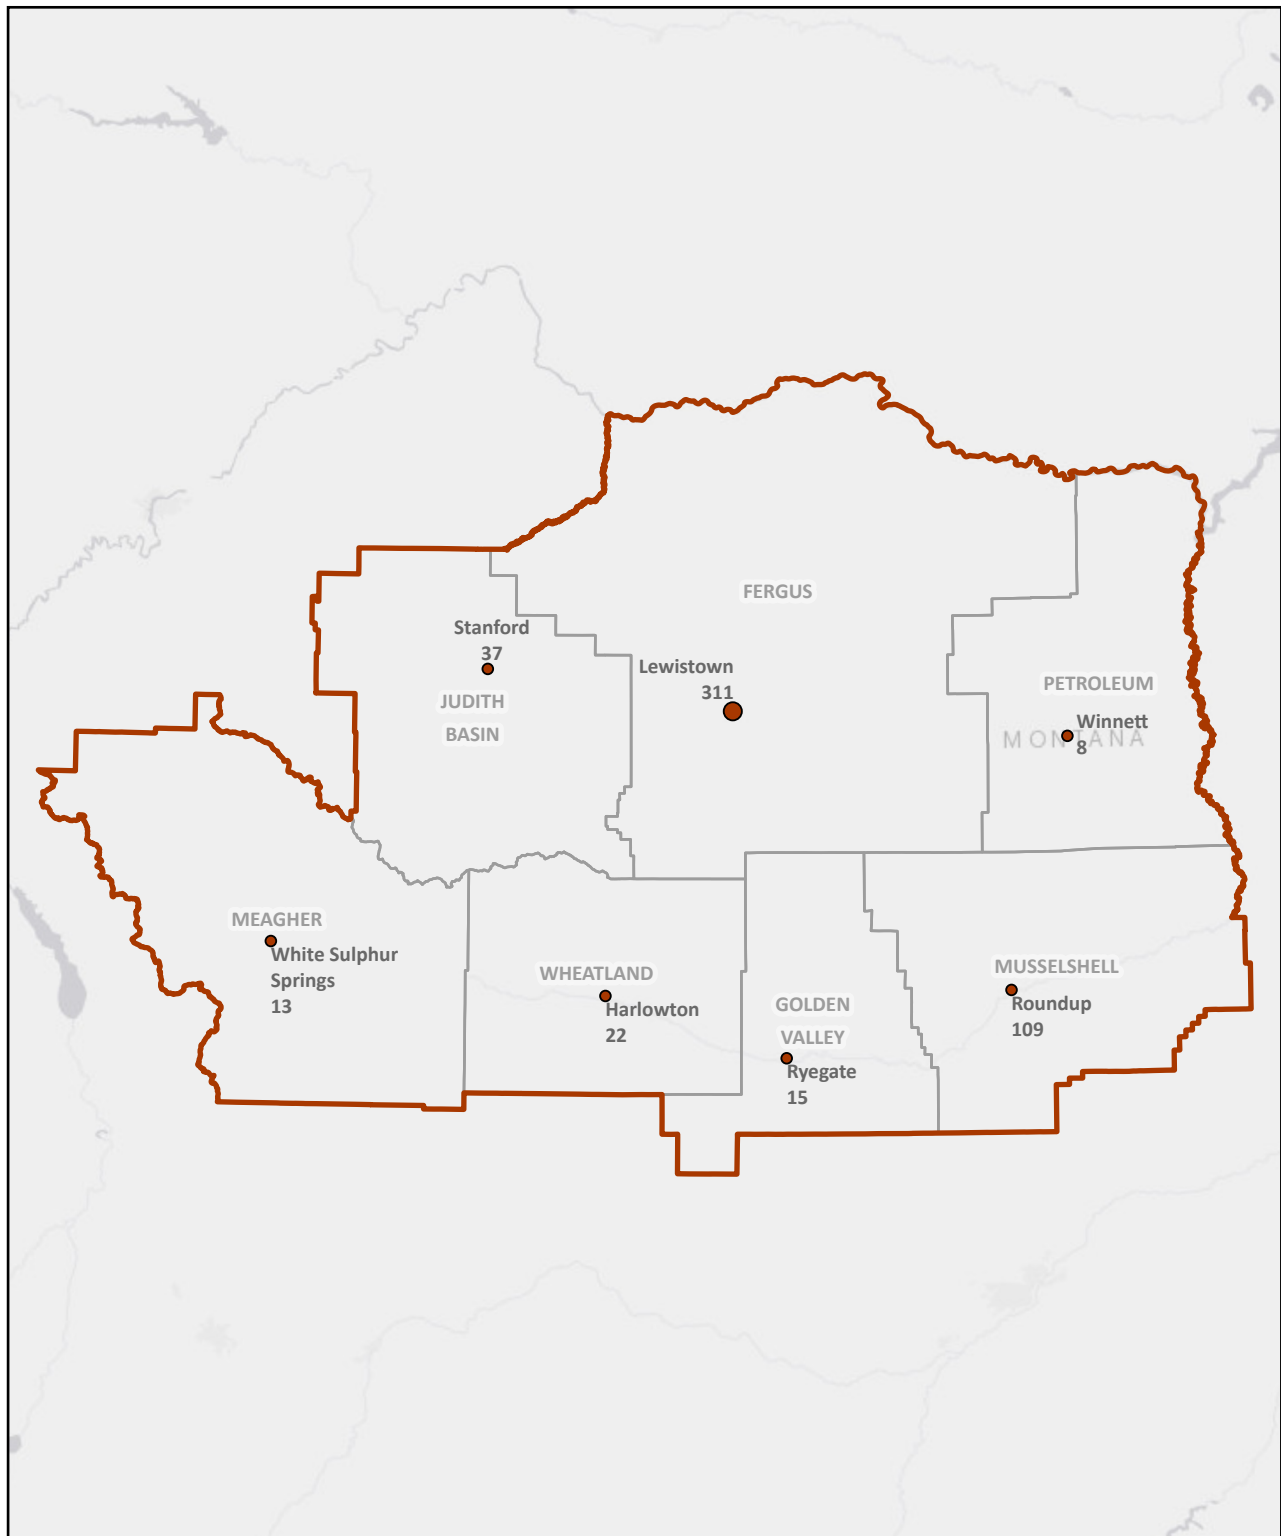 FERGUS
Stanford
37
Lewistown
311
JUDITH
BASIN
PETROLEUM
Winnett
MONTANA
8
MEAGHER
White Sulphur
Springs
13
WHEATLAND
Harlowton
22
GOLDEN
VALLEY
Ryegate
15
MUSSELSHELL
Roundup
109